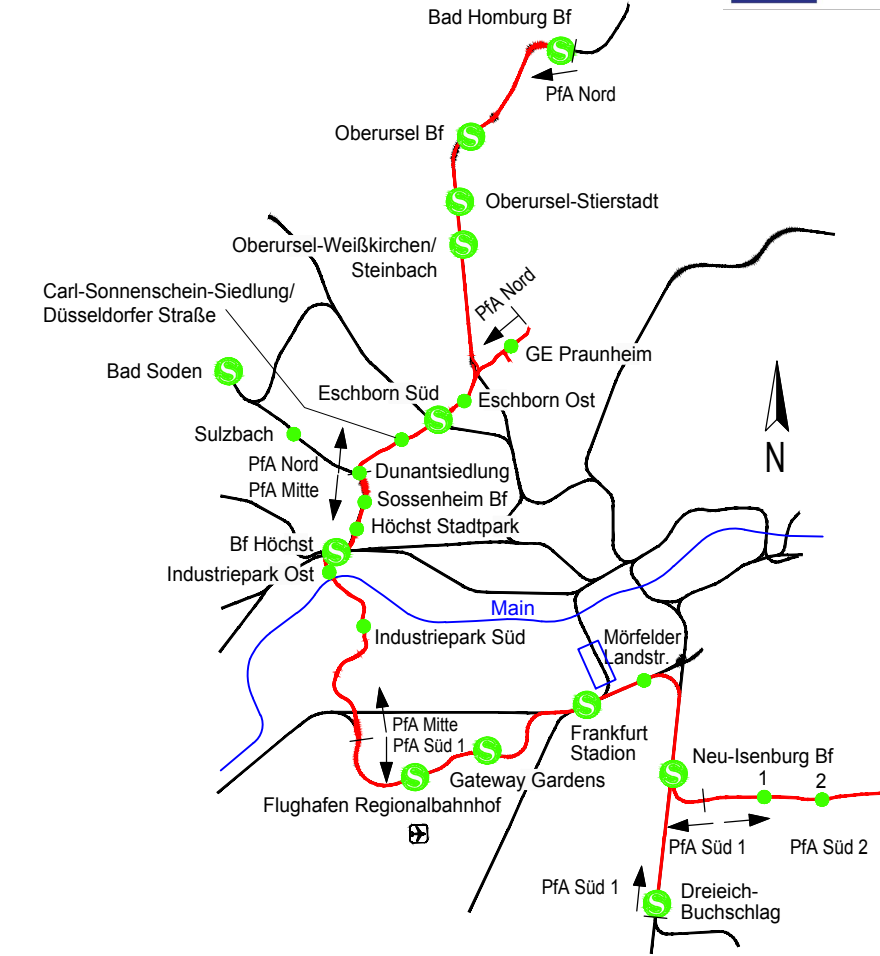 Bad Homburg Bf
PfA Nord
Oberursel Bf
Oberursel-Stierstadt
Oberursel-Weißkirchen/
Steinbach
PfA Nord
Carl-Sonnenschein-Siedlung/
Düsseldorfer Straße
GE Praunheim
Bad Soden
Eschborn Süd
Eschborn Ost
Sulzbach
PfA Nord
PfA Mitte
Dunantsiedlung
N
Sossenheim Bf
Höchst Stadtpark
Bf Höchst
Industriepark Ost
Main
Industriepark Süd
Mörfelder
Landstr.
PfA Mitte
PfA Süd 1
Frankfurt
Stadion
Gateway Gardens
Flughafen Regionalbahnhof
Neu-Isenburg Bf
1
2
PfA Süd 1
PfA Süd 2
PfA Süd 1
Dreieich-
Buchschlag
S
S
S
S
S
S
S
S
S
S
S
S